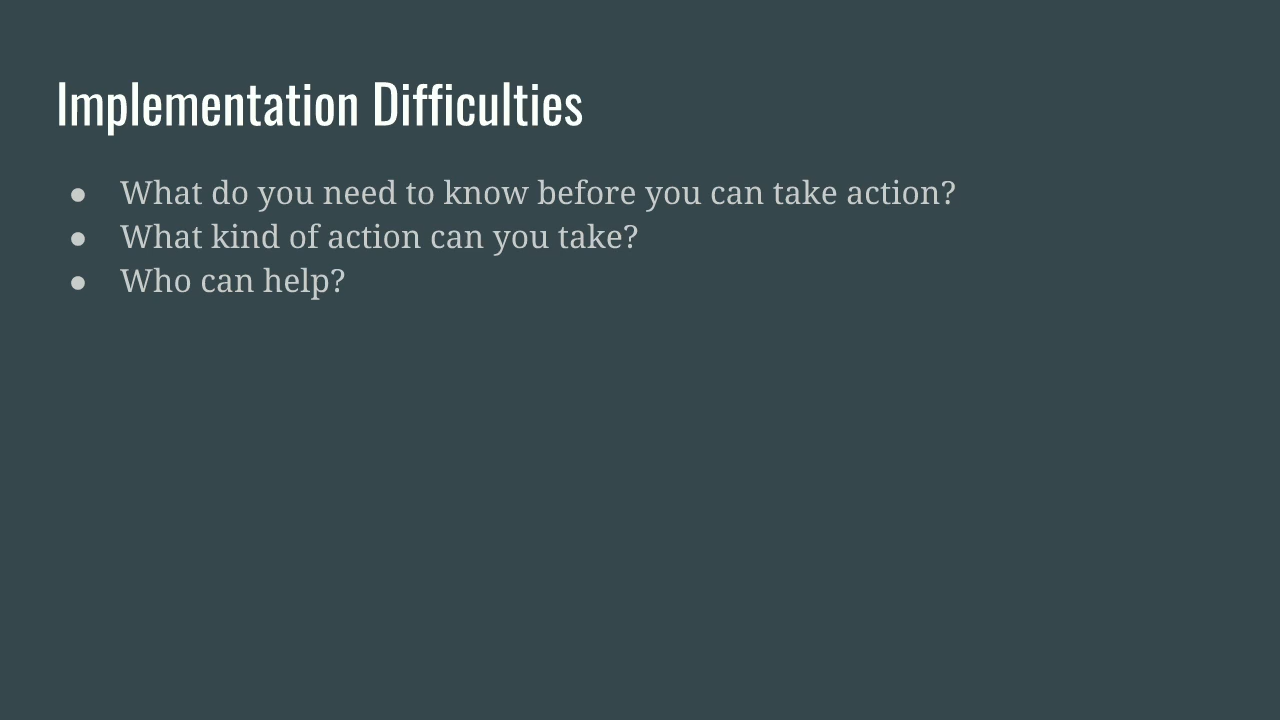 Implementation Difficulties
● What do you need to know before you can take action?
● What kind of action can you take?
● Who can help?